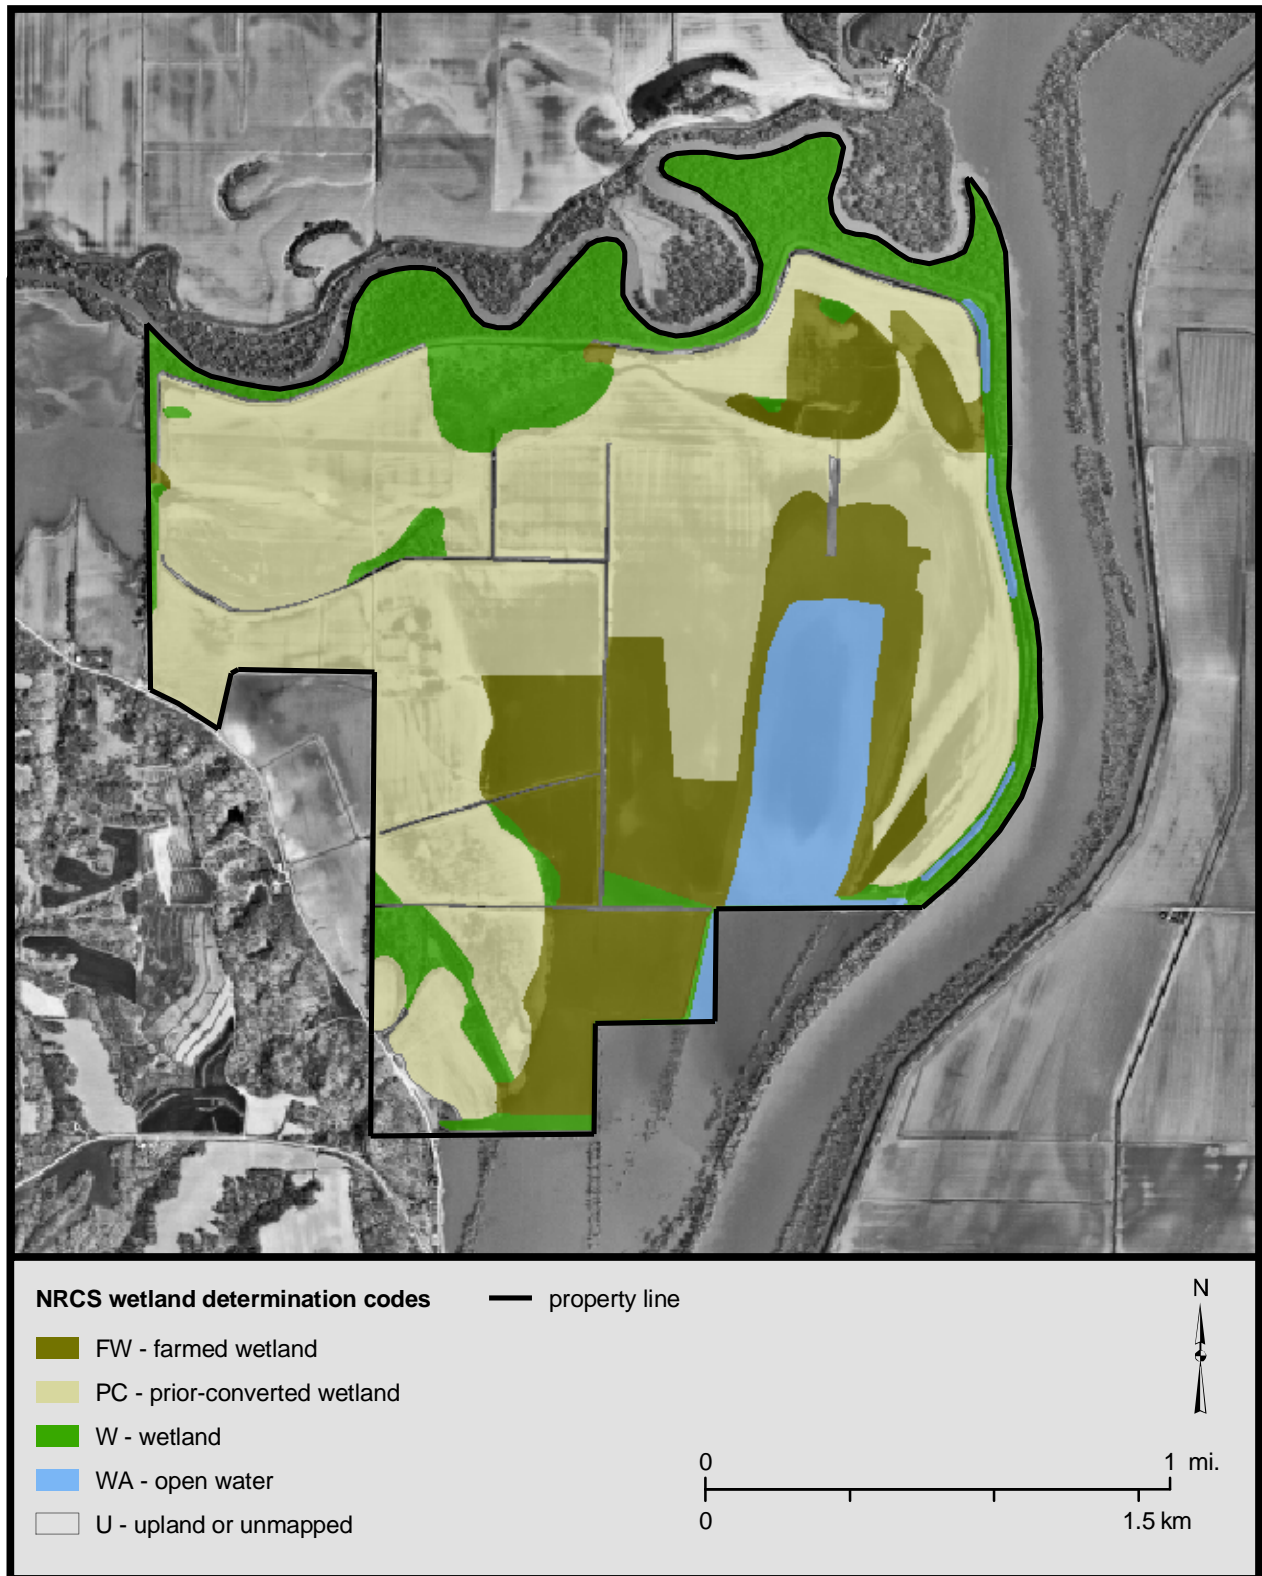 NRCS wetland determination codes
property line
FW - farmed wetland
PC - prior-converted wetland
W - wetland
WA - open water
U - upland or unmapped
N
0 1 mi.
0 1.5 km